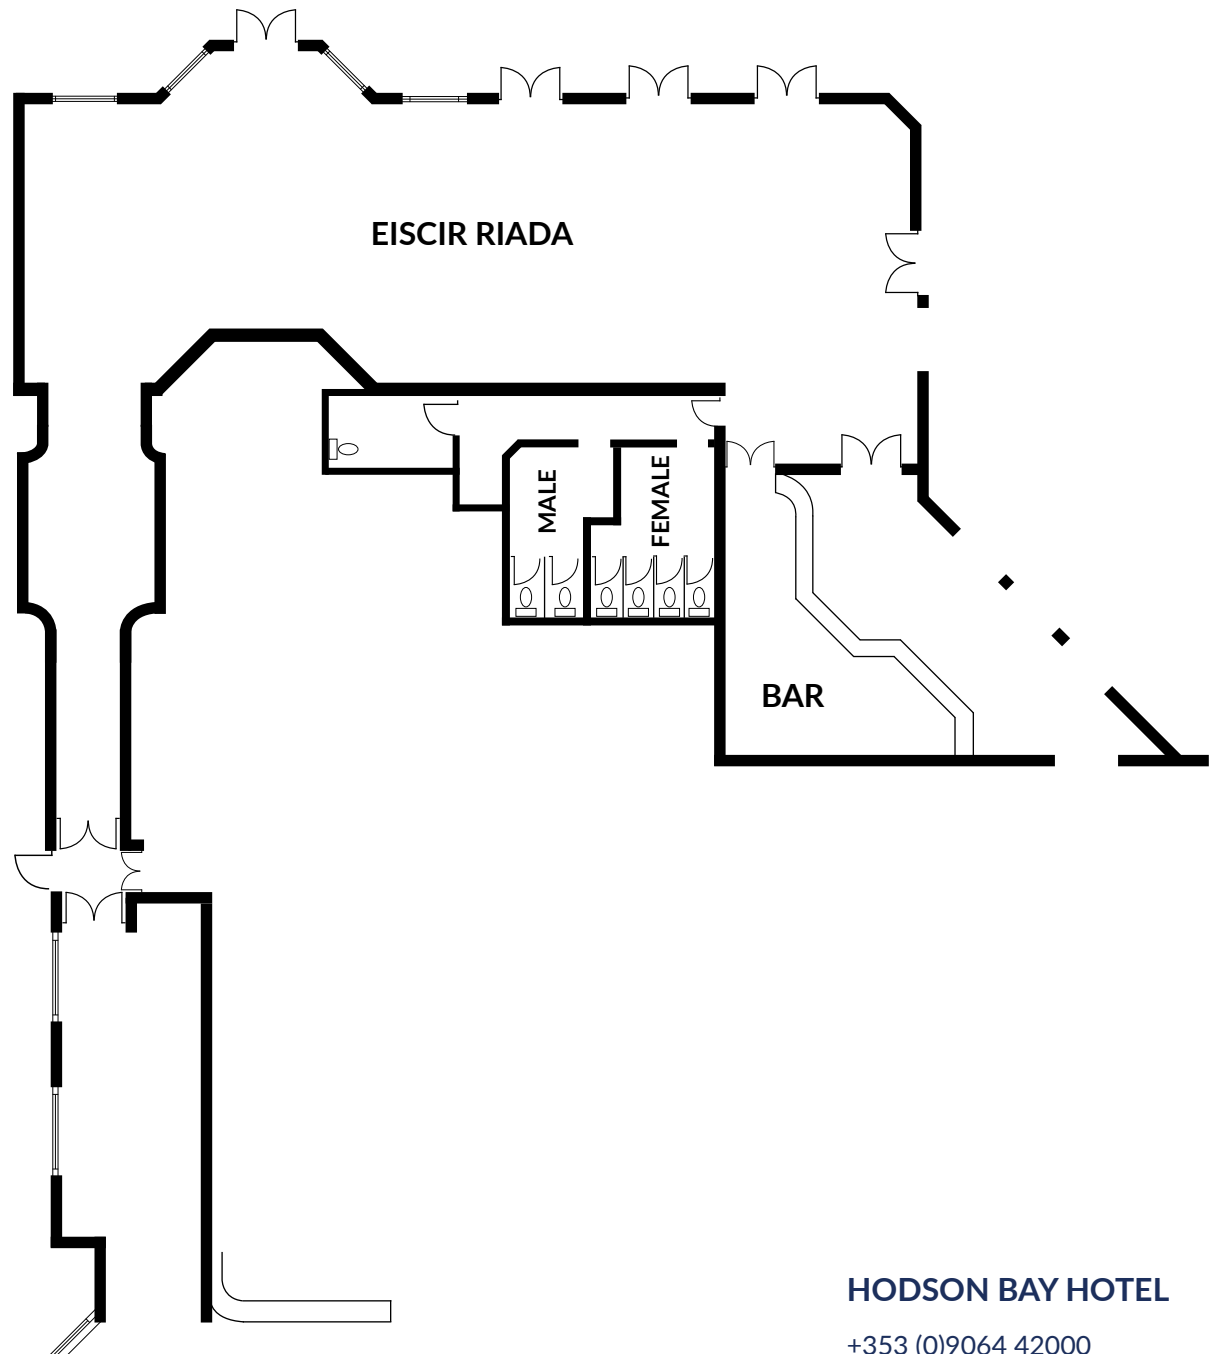 EISCIR RIADA
MALE
FEMALE
BAR
HODSON BAY HOTEL
+353 (0)9064 42000